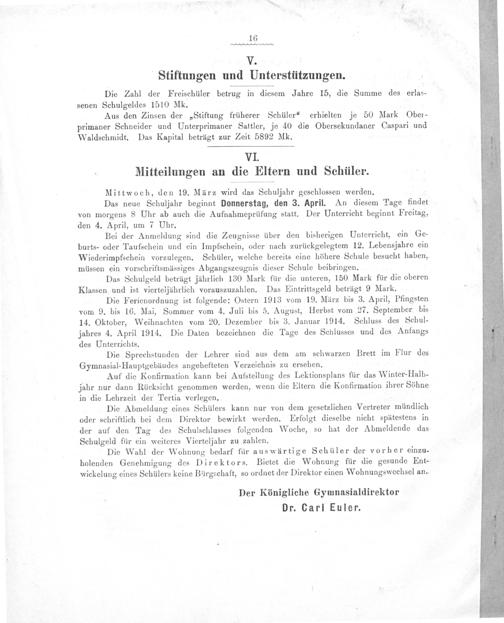 16
V.
Stiftungen und Unterstützungen.
Die Zahl der Freischüler betrug in diesem Jahre 15, die Summe des erlas-
senen Schulgeldes 1510 Mk.
Aus den Zinsen der „Stiftung früherer Schüler" erhielten je 50 Mark Ober-
primaner Schneider und Unterprimaner Sattler, je 40 die Obersekundaner Caspari und
Waldschmidt. Das Kapital beträgt zur Zeit 5892 Mk.
VI.
Mitteilungen an die Eltern und Schüler.
Mittwoch, den 19. März wird das Schuljahr geschlossen werden.
Das neue Schuljahr beginnt Donnerstag, den 3. April. An diesem Tage findet
von morgens 8 Uhr ab auch die Aufnahmeprüfung statt. Der Unterricht beginnt Freitag,
den 4. April, um 7 Uhr.
Bei der Anmeldung sind die Zeugnisse über den bisherigen Unterricht, ein Ge-
burts- oder Taufschein und ein Impfschein, oder nach zurückgelegtem 12. Lebensjahre ein
Wiederimpfschein vorzulegen. Schüler, welche bereits eine höhere Schule besucht haben,
müssen ein vorschriftsmässiges Abgangszeugnis dieser Schule beibringen.
Das Schulgeld beträgt jährlich 130 Mark für die unteren, 150 Mark für die oberen
Klassen und ist vierteljährlich vorauszuzahlen. Das Eintrittsgeld beträgt 9 Mark.
Die Ferienordnung ist folgende: Ostern 1913 vom 19. März bis 3. April, Pfingsten
vom 9. bis 16. Mai, Sommer vom 4. Juli bis 5. August, Herbst vom 27. September bis
14. Oktober, Weihnachten vom 20. Dezember bis 3. Januar 1914. Schluss des Schul-
jahres 4. April 1914. Die Daten bezeichnen die Tage des Schlusses und des Anfangs
des Unterrichts.
Die Sprechstunden der Lehrer sind aus dem am schwarzen Brett im Flur des
Gymnasial-Hauptgebäudes angehefteten Verzeichnis zu ersehen.
Auf die Konfirmation kann bei Aufstellung des Lektionsplans für das Winter-Halb-
jahr nur dann Rücksicht genommen werden, wenn die Eltern die Konfirmation ihrer Söhne
in die Lehrzeit der Tertia verlegen.
Die Abmeldung eines Schülers kann nur von dem gesetzlichen Vertreter mündlich
oder schriftlich bei dem Direktor bewirkt werden. Erfolgt dieselbe nicht spätestens in
der auf den Tag des Schulschlusses folgenden Woche, so hat der Abmeldende das
Schulgeld für ein weiteres Vierteljahr zu zahlen.
Die Wahl der Wohnung bedarf für auswärtige Schüler der vorher einzu-
holenden Genehmigung des Direktors. Bietet die Wohnung für die gesunde Ent-
wickelung eines Schülers keine Bürgschaft, so ordnet der Direktor einen Wohnungswechsel an.
Der Königliche Gymnasialdirektor
Dr. Carl Euler.